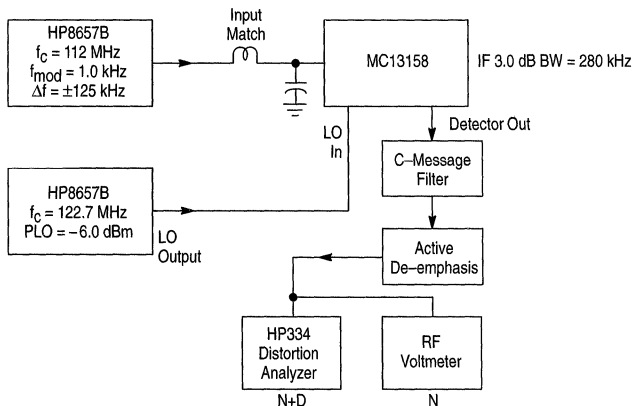 HP8657B
fc = 112 MHz
fmod = 1.0 kHz
Δf = ±125 kHz
Input
Match
MC13158
IF 3.0 dB BW = 280 kHz
LO
In
Detector Out
C–Message
Filter
HP8657B
fc = 122.7 MHz
PLO = –6.0 dBm
LO
Output
Active
De–emphasis
HP334
Distortion
Analyzer
RF
Voltmeter
N+D
N